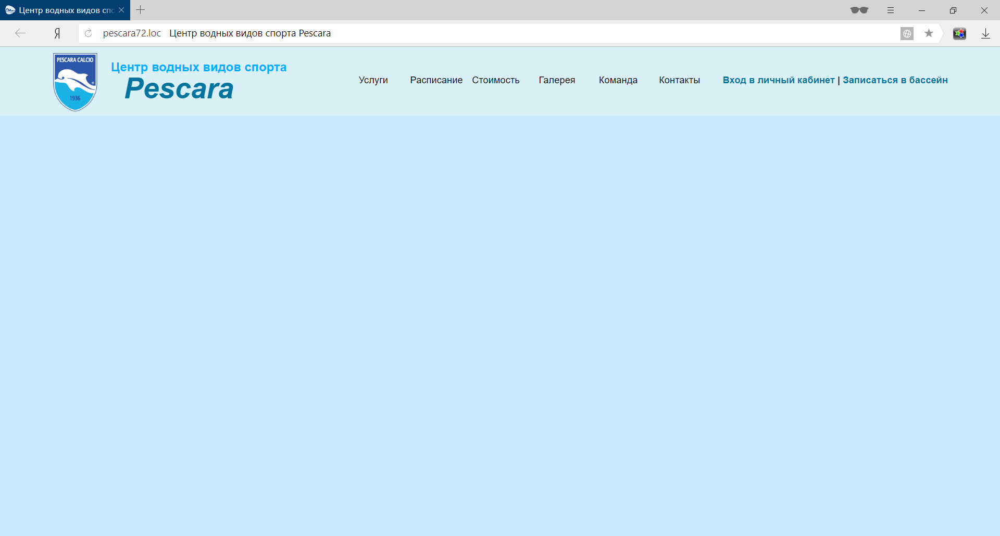 Центр водных видов спо
Я
pescara72.loc Центр водных видов спорта Pescara
PESCARA CALCIO
®
1936
Центр водных видов спорта
Pescara
Услуги Расписание Стоимость Галерея Команда Контакты Вход в личный кабинет | Записаться в бассейн